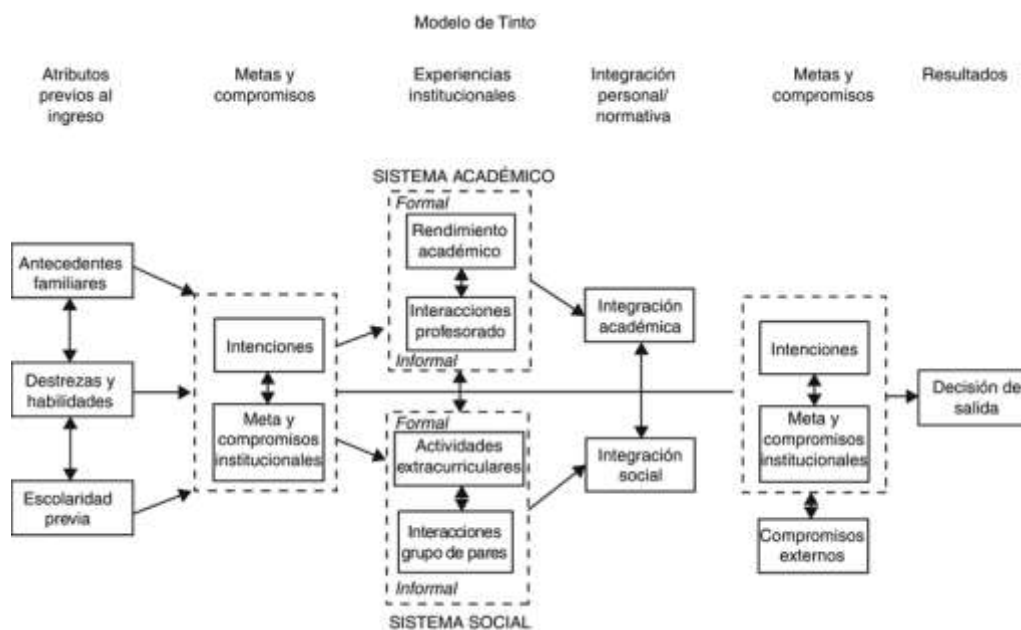 Modelo de Tinto
Atributos
previos al
ingreso
Metas y
compromisos
Experiencias
institucionales
Integración
personal/
normativa
Metas y
compromisos
Resultados
SISTEMA ACADÉMICO
Formal
Rendimiento
académico
Interacciones
profesorado
Informal
Antecedentes
familiares
Destrezas y
habilidades
Escolaridad
previa
Intenciones
Meta y
compromisos
institucionales
Formal
Actividades
extracurriculares
Interacciones
grupo de pares
Informal
SISTEMA SOCIAL
Integración
académica
Integración
social
Intenciones
Meta y
compromisos
institucionales
Compromisos
externos
Decisión de
salida